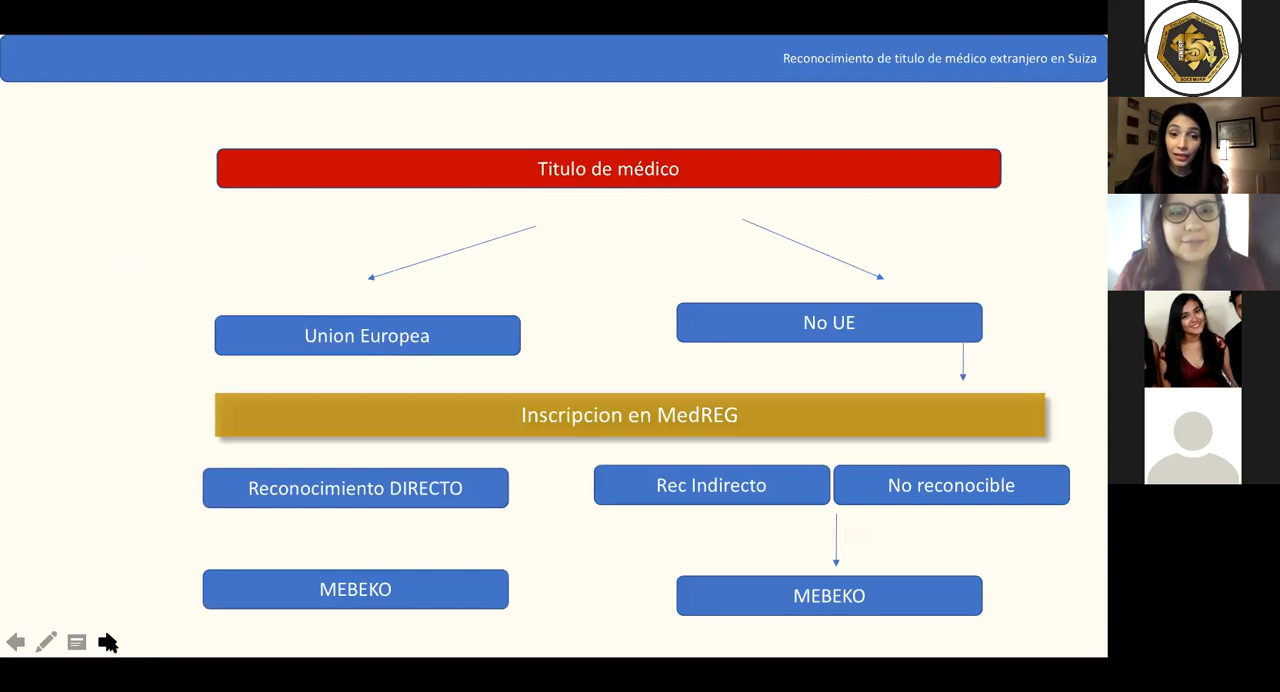 Reconocimiento de titulo de médico extranjero en Suiza
Titulo de médico
Union Europea
No UE
Inscripcion en MedREG
Reconocimiento DIRECTO
Rec Indirecto
No reconocible
MEBEKO
MEBEKO
15